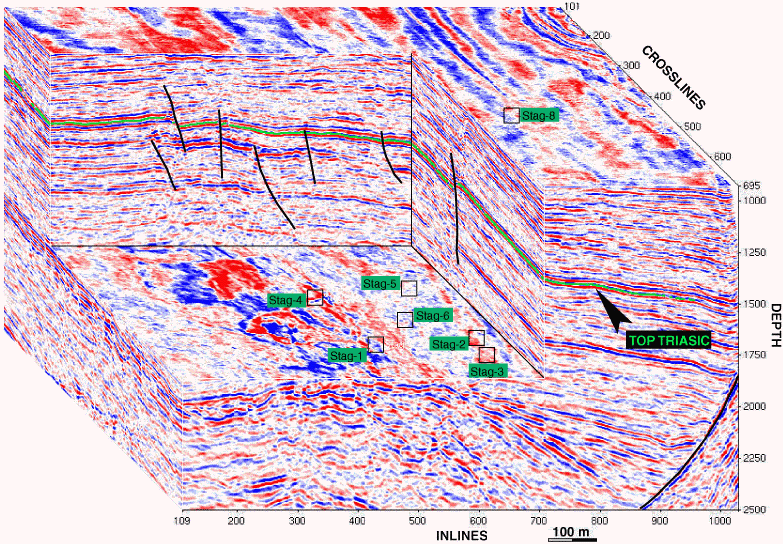 101
200
300
CROSSLINES
400
500
600
695
Stag-8
1000
1250
1500
1750
2000
2250
2500
DEPTH
Stag-5
Stag-4
Stag-6
Stag-2
Stag-1
Stag-3
TOP TRIASIC
109
200
300
400
500
600
700
800
900
1000
INLINES
100 m